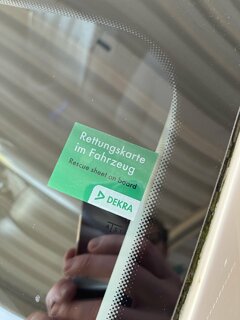 Rettungskarte
im Fahrzeug
Rescue sheet on board
DEKRA